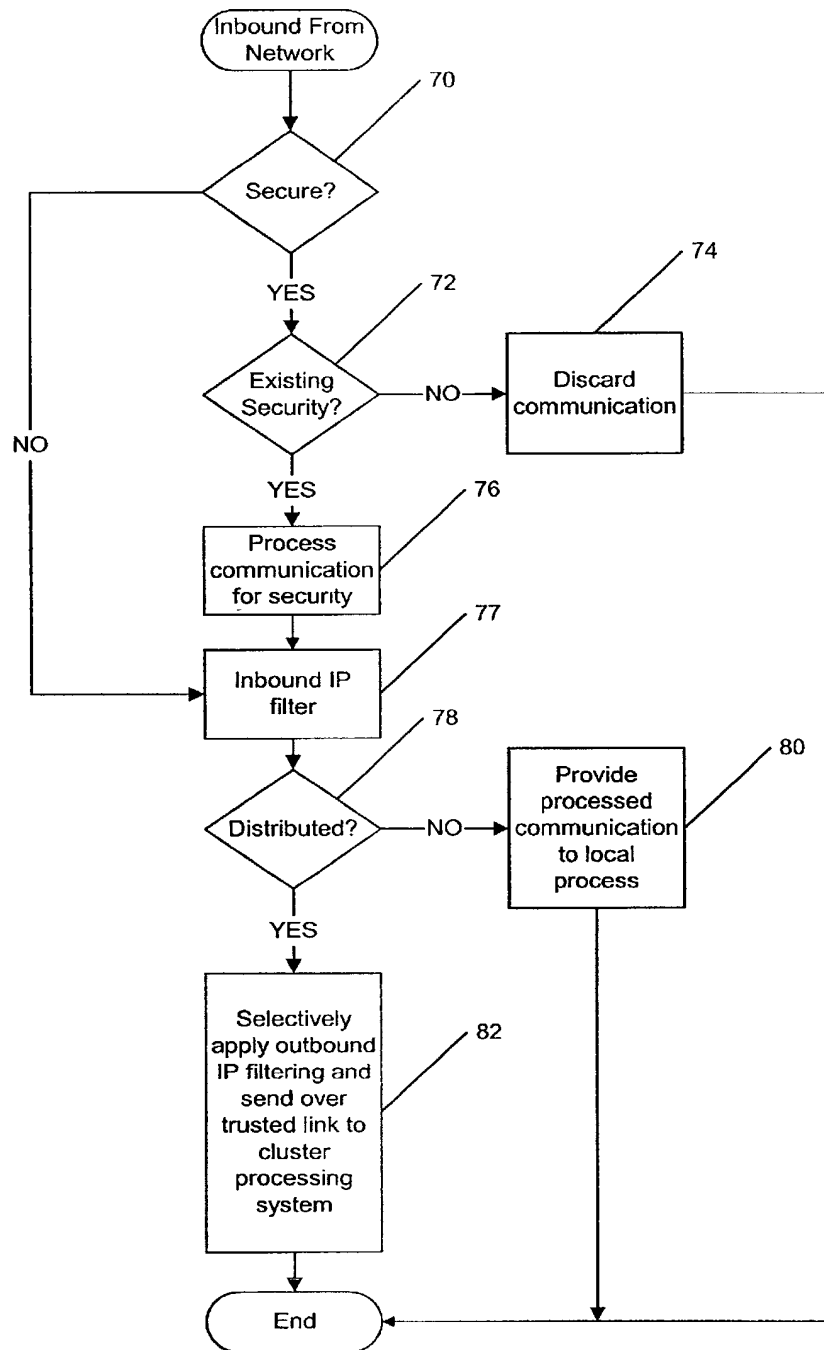 Inbound From
Network
70
Secure?
YES
72
74
Existing
Security?
NO
Discard
communication
NO
YES
76
Process
communication
for security
77
Inbound IP
filter
78
80
Distributed?
NO
Provide
processed
communication
to local
process
YES
Selectively
apply outbound
IP filtering and
send over
trusted link to
cluster
processing
system
82
End